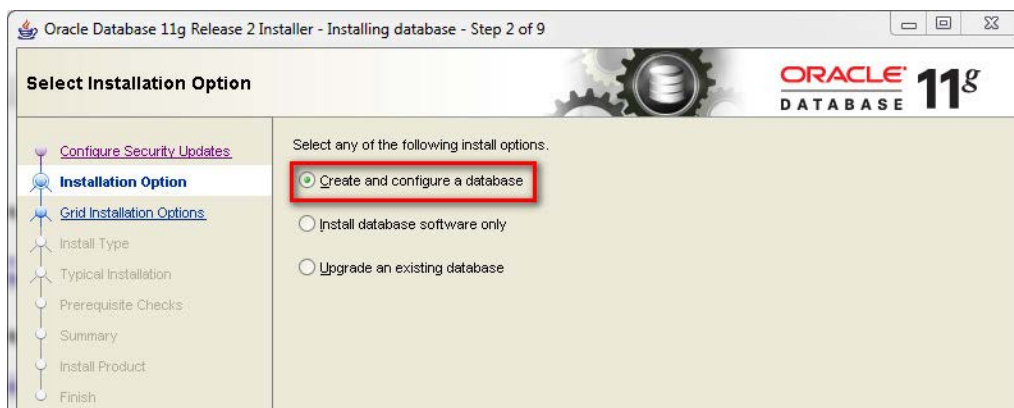 Oracle Database 11g Release 2 Installer - Installing database - Step 2 of 9
Select Installation Option
ORACLE
DATABASE 11g
Configure Security Updates
Installation Option
Grid Installation Options
Install Type
Typical Installation
Prerequisite Checks
Summary
Install Product
Finish
Select any of the following install options.
Create and configure a database
Install database software only
Upgrade an existing database